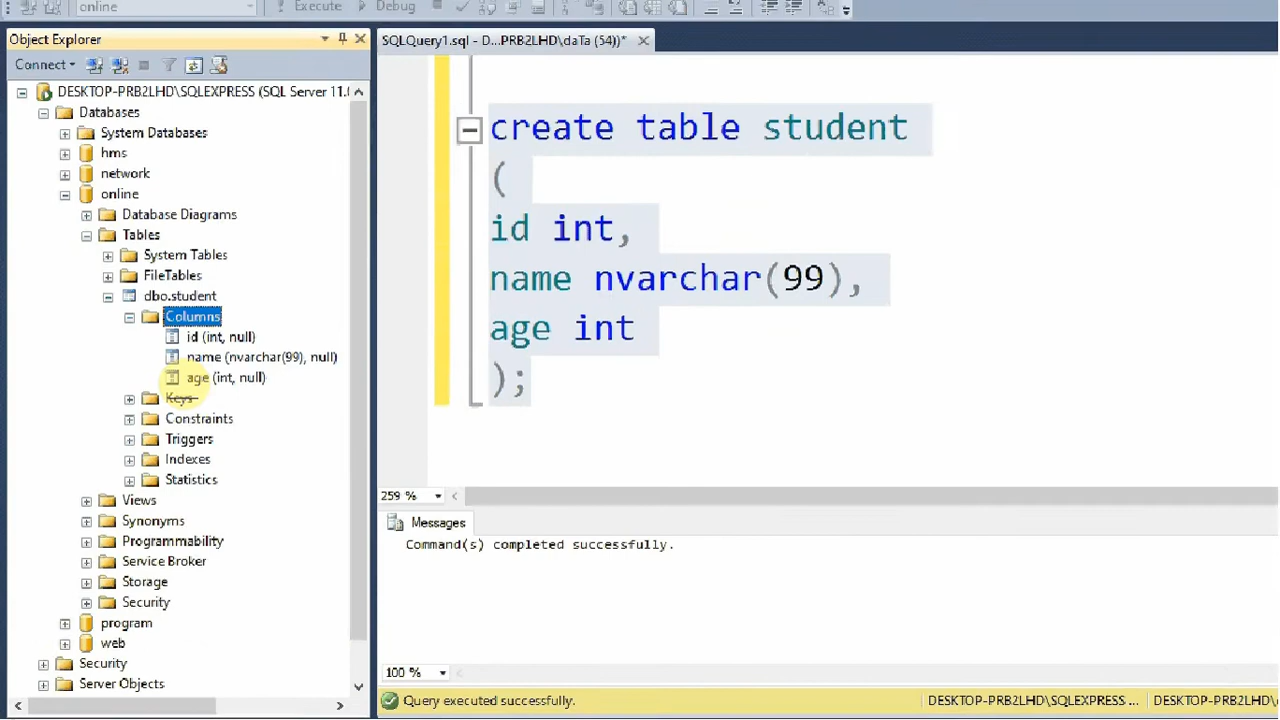 online
Execute
Debug
Object Explorer
SQLQuery1.sql - D...PRB2LHD\daTa (54))*
Connect
DESKTOP-PRB2LHD\SQLEXPRESS (SQL Server 11.0
Databases
System Databases
hms
network
online
Database Diagrams
Tables
System Tables
FileTables
dbo.student
Columns
id (int, null)
name (nvarchar(99), null)
age (int, null)
Keys
Constraints
Triggers
Indexes
Statistics
Views
Synonyms
Programmability
Service Broker
Storage
Security
program
web
Security
Server Objects
create table student
(
id int,
name nvarchar(99),
age int
);
259 %
Messages
Command(s) completed successfully.
100 %
Query executed successfully.
DESKTOP-PRB2LHD\SQLEXPRESS ...
DESKTOP-PRB2LHD\d